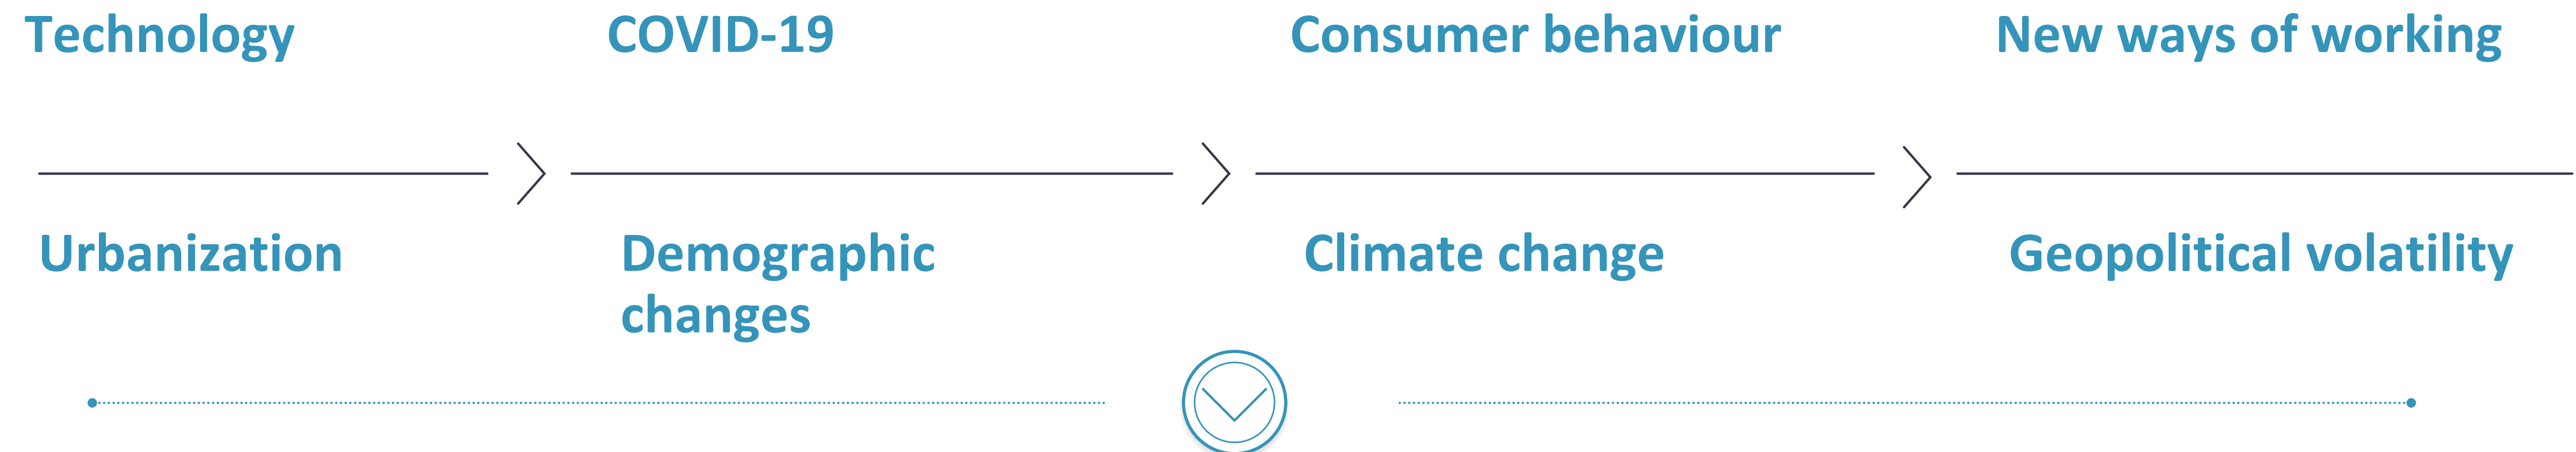 Technology
COVID-19
Consumer behaviour
New ways of working
Urbanization
Demographic
changes
Climate change
Geopolitical volatility